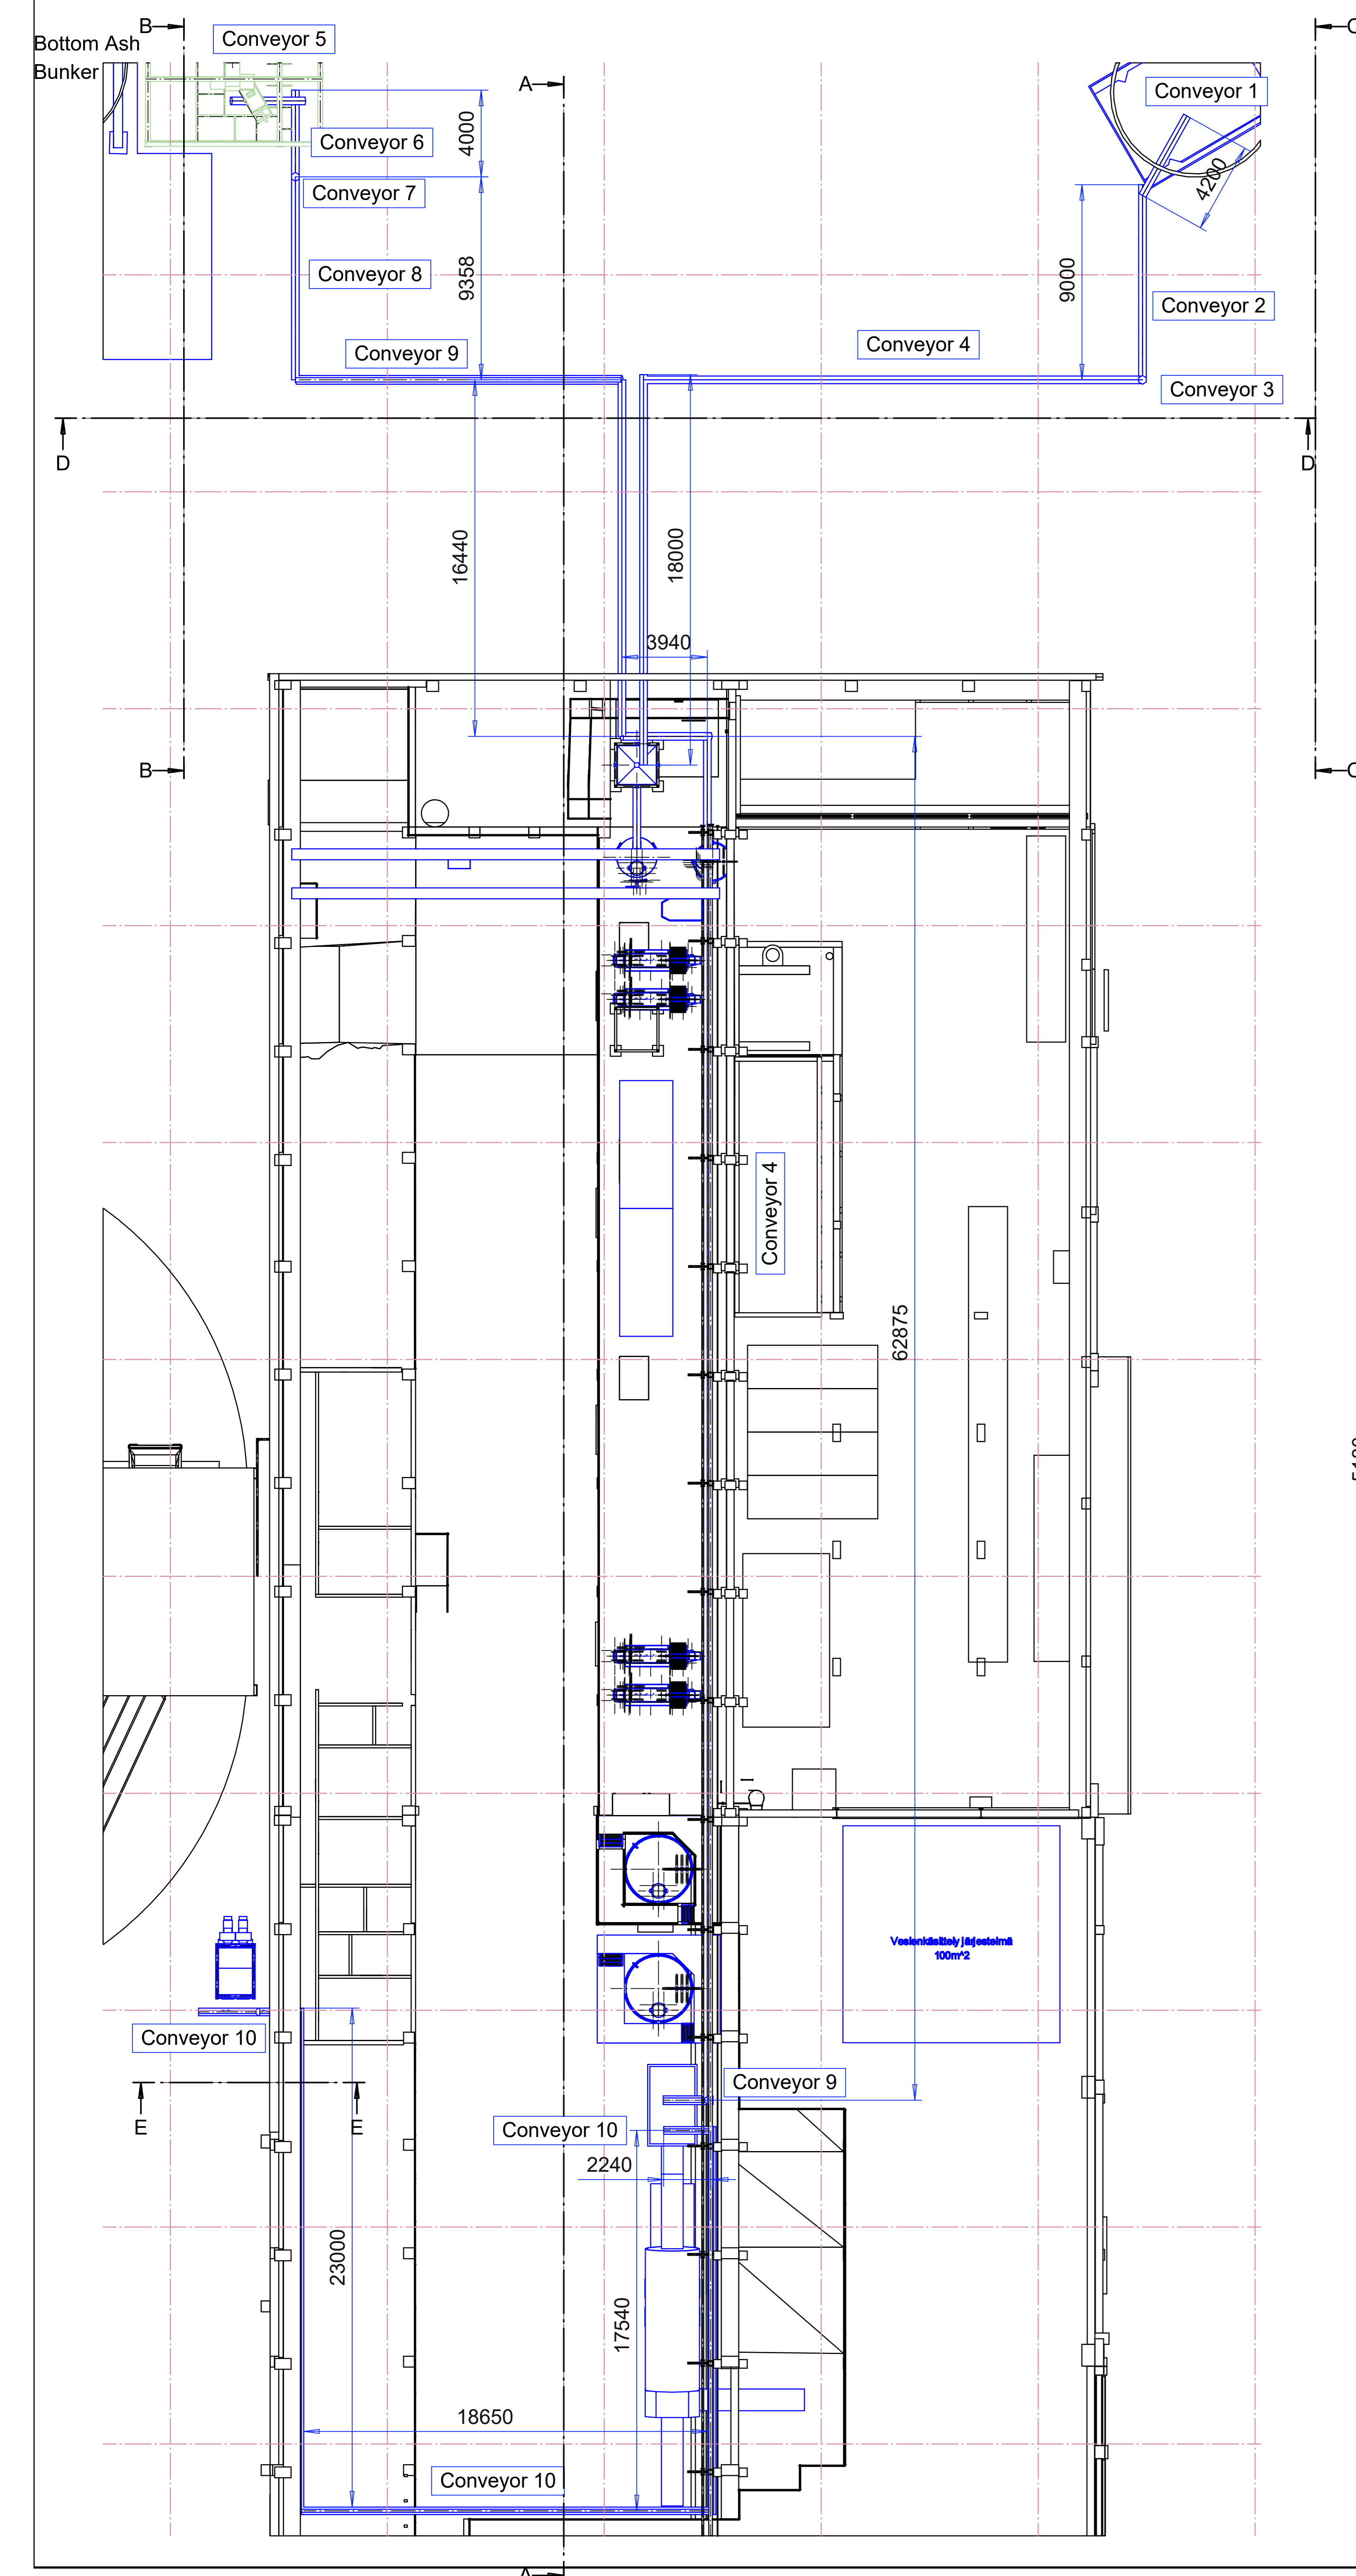 B
C
Bottom Ash
Bunker
Conveyor 5
A
Conveyor 1
Conveyor 6
4000
Conveyor 7
4200
Conveyor 8
9358
9000
Conveyor 2
Conveyor 9
Conveyor 4
Conveyor 3
D
D
16440
18000
3940
B
C
Conveyor 4
62875
Vesienkäsittely järjestelmä
100m^2
Conveyor 10
Conveyor 9
E
E
Conveyor 10
2240
23000
17540
18650
Conveyor 10
A